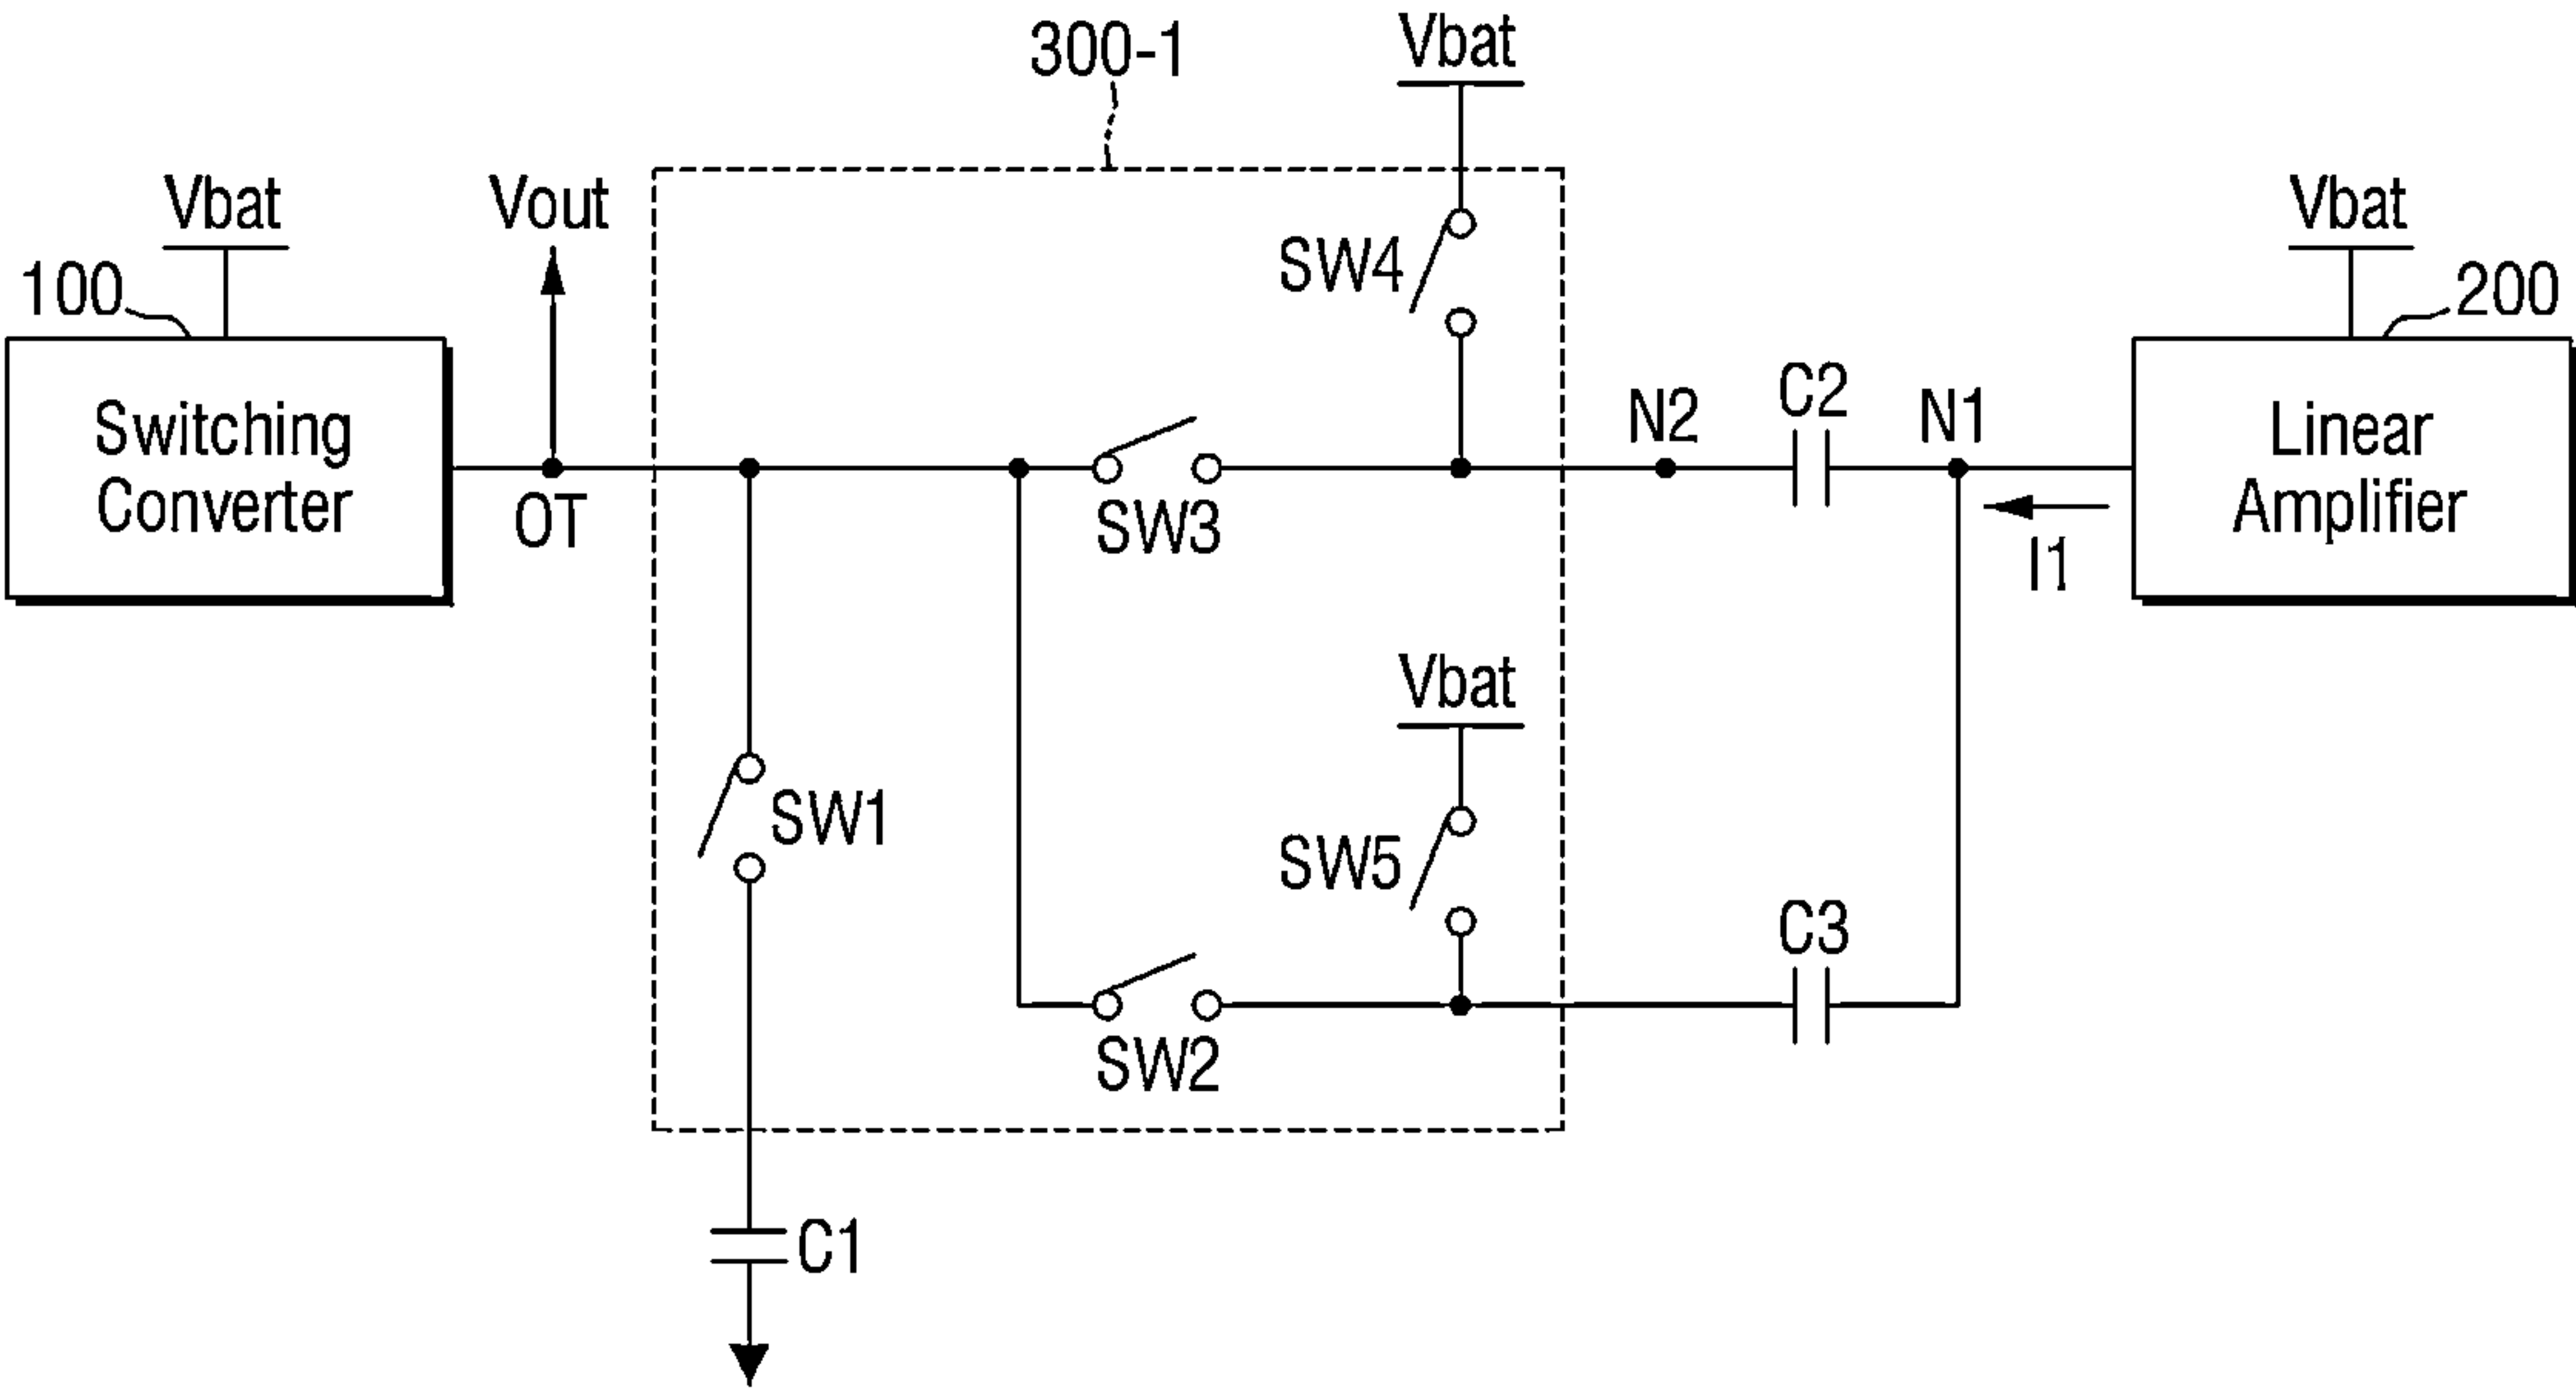 300-1
Vbat
Vbat
Vout
Vbat
100
SW4
200
Switching
Converter
OT
SW3
N2
C2
N1
I1
Linear
Amplifier
Vbat
SW1
SW5
C3
SW2
C1